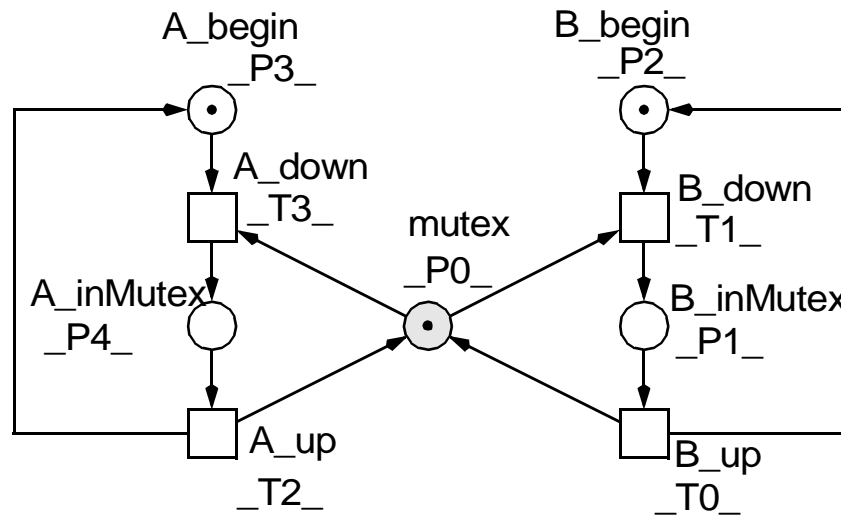 A_begin
_P3_
B_begin
_P2_
A_down
_T3_
B_down
_T1_
mutex
_P0_
A_inMutex
_P4_
B_inMutex
_P1_
A_up
_T2_
B_up
_T0_